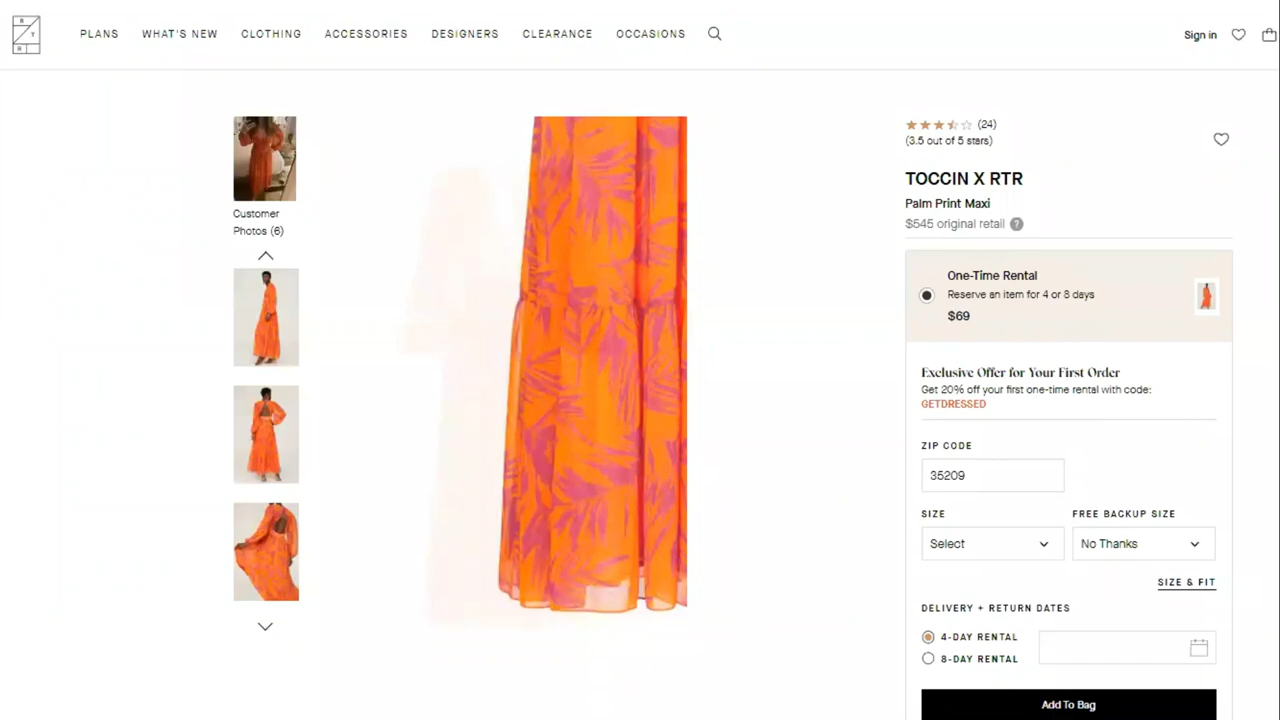 R
T
R
PLANS
WHAT'S NEW
CLOTHING
ACCESSORIES
DESIGNERS
CLEARANCE
OCCASIONS
Sign in
Customer
Photos (6)
(24)
(3.5 out of 5 stars)
TOCCIN X RTR
Palm Print Maxi
$545 original retail ?
One-Time Rental
Reserve an item for 4 or 8 days
$69
Exclusive Offer for Your First Order
Get 20% off your first one-time rental with code:
GETDRESSED
ZIP CODE
35209
SIZE
FREE BACKUP SIZE
Select
No Thanks
SIZE & FIT
DELIVERY + RETURN DATES
4-DAY RENTAL
8-DAY RENTAL
Add To Bag